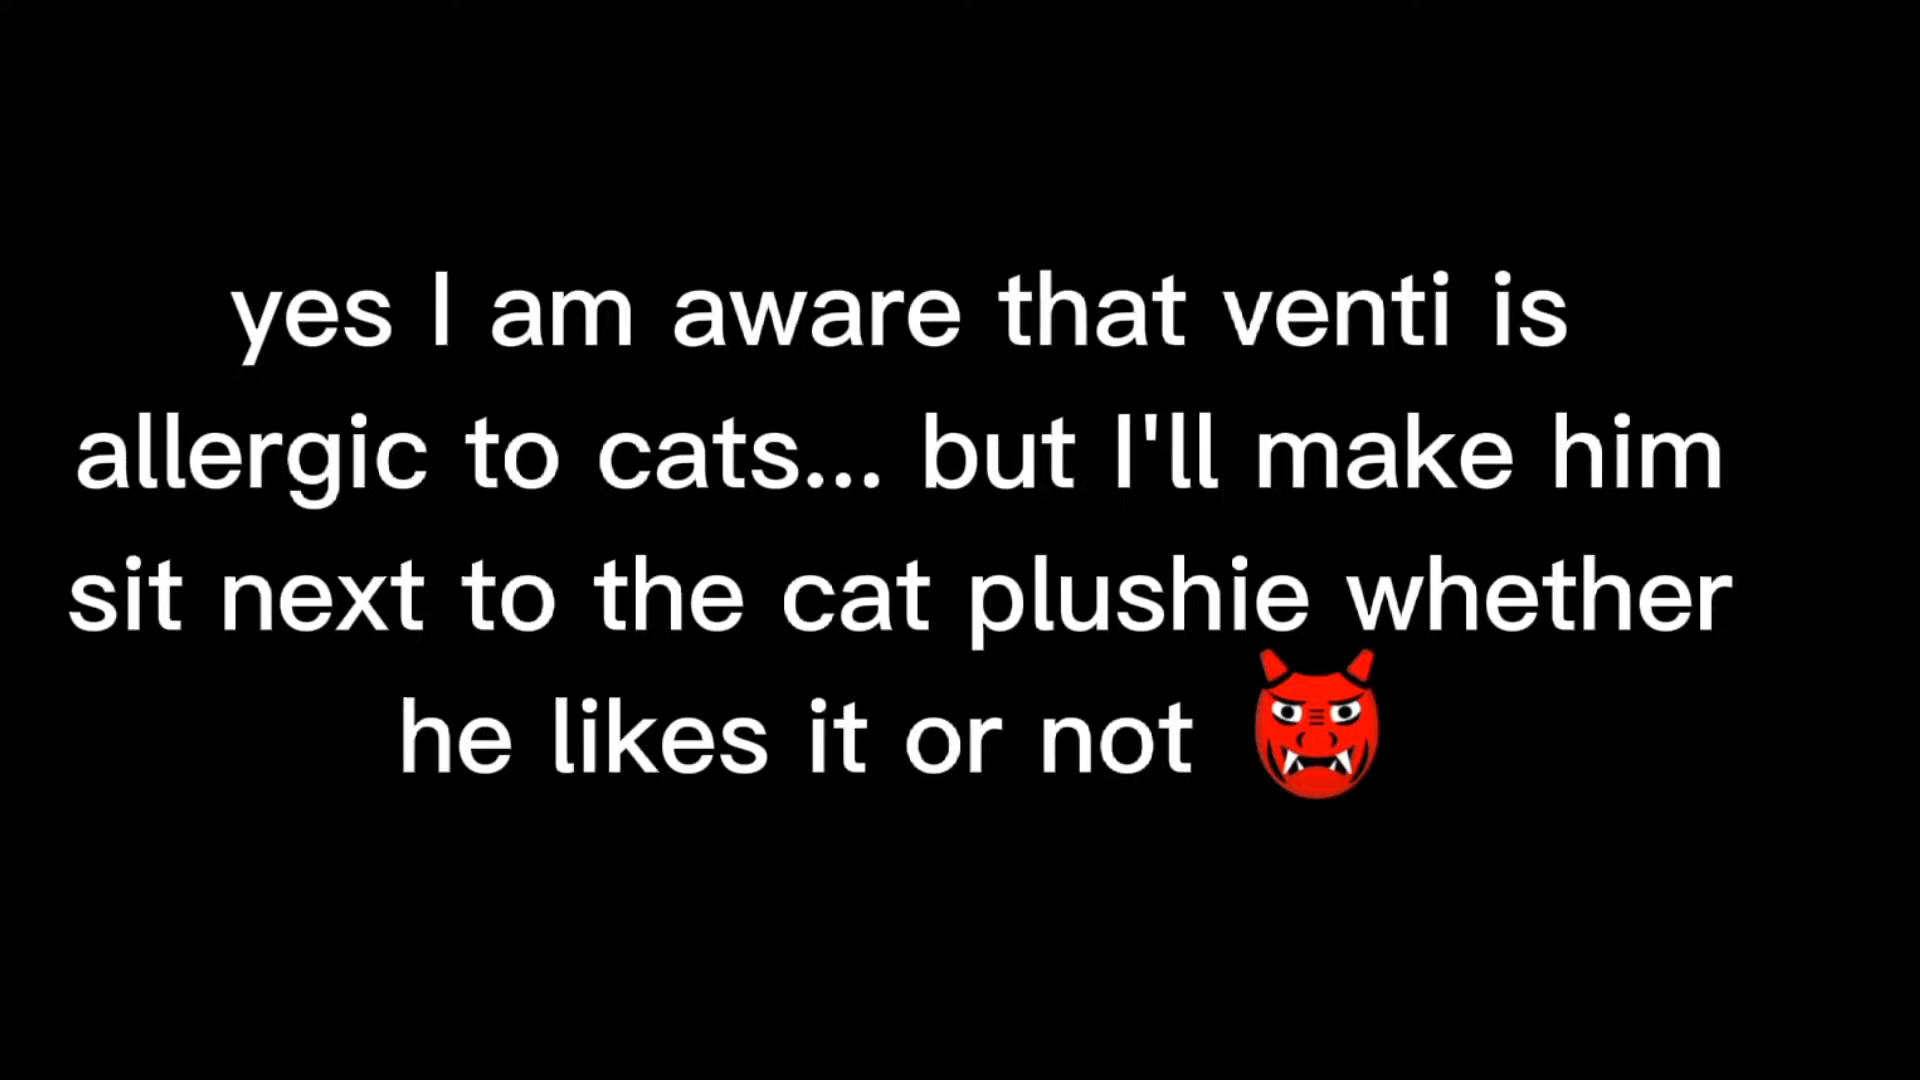 yes I am aware that venti is
allergic to cats... but I'll make him
sit next to the cat plushie whether
he likes it or not 👹